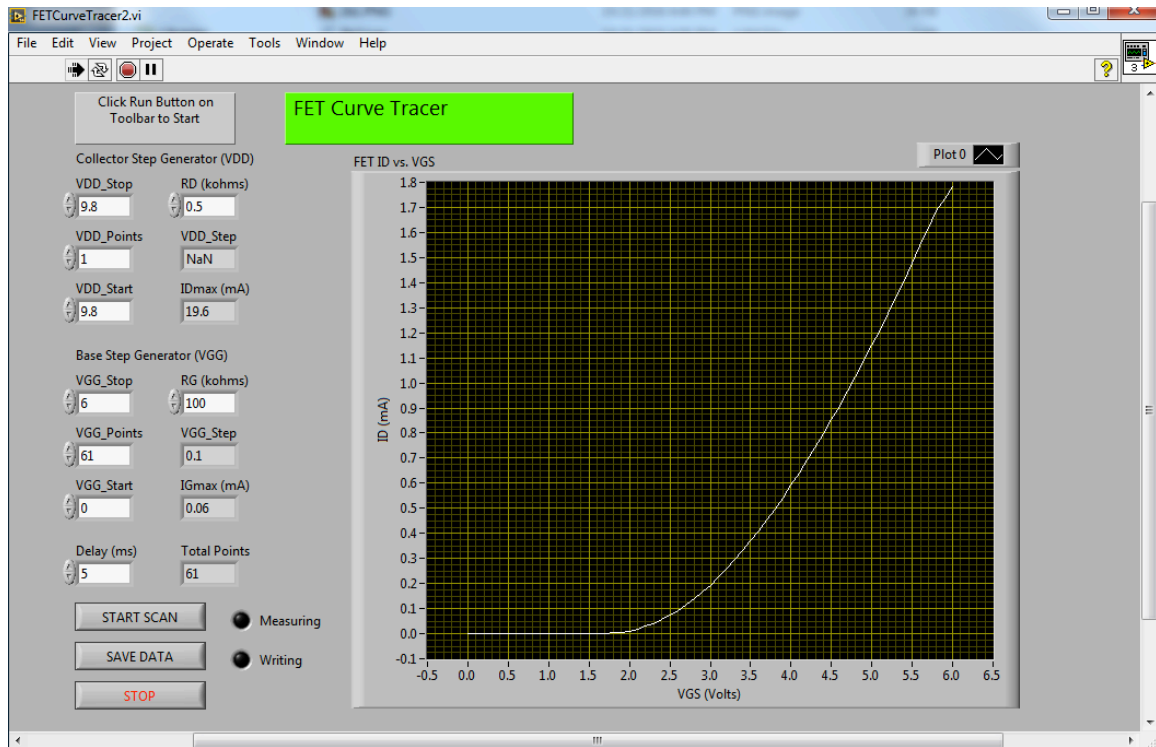 FETCurveTracer2.vi
File Edit View Project Operate Tools Window Help
3
Click Run Button on
Toolbar to Start
FET Curve Tracer
Collector Step Generator (VDD)
VDD_Stop RD (kohms)
9.8 0.5
VDD_Points VDD_Step
1 NaN
VDD_Start IDmax (mA)
9.8 19.6
Base Step Generator (VGG)
VGG_Stop RG (kohms)
6 100
VGG_Points VGG_Step
61 0.1
VGG_Start IGmax (mA)
0 0.06
Delay (ms) Total Points
5 61
START SCAN Measuring
SAVE DATA Writing
STOP
FET ID vs. VGS
Plot 0
ID (mA)
1.8
1.7
1.6
1.5
1.4
1.3
1.2
1.1
1.0
0.9
0.8
0.7
0.6
0.5
0.4
0.3
0.2
0.1
0.0
-0.1
-0.5 0.0 0.5 1.0 1.5 2.0 2.5 3.0 3.5 4.0 4.5 5.0 5.5 6.0 6.5
VGS (Volts)